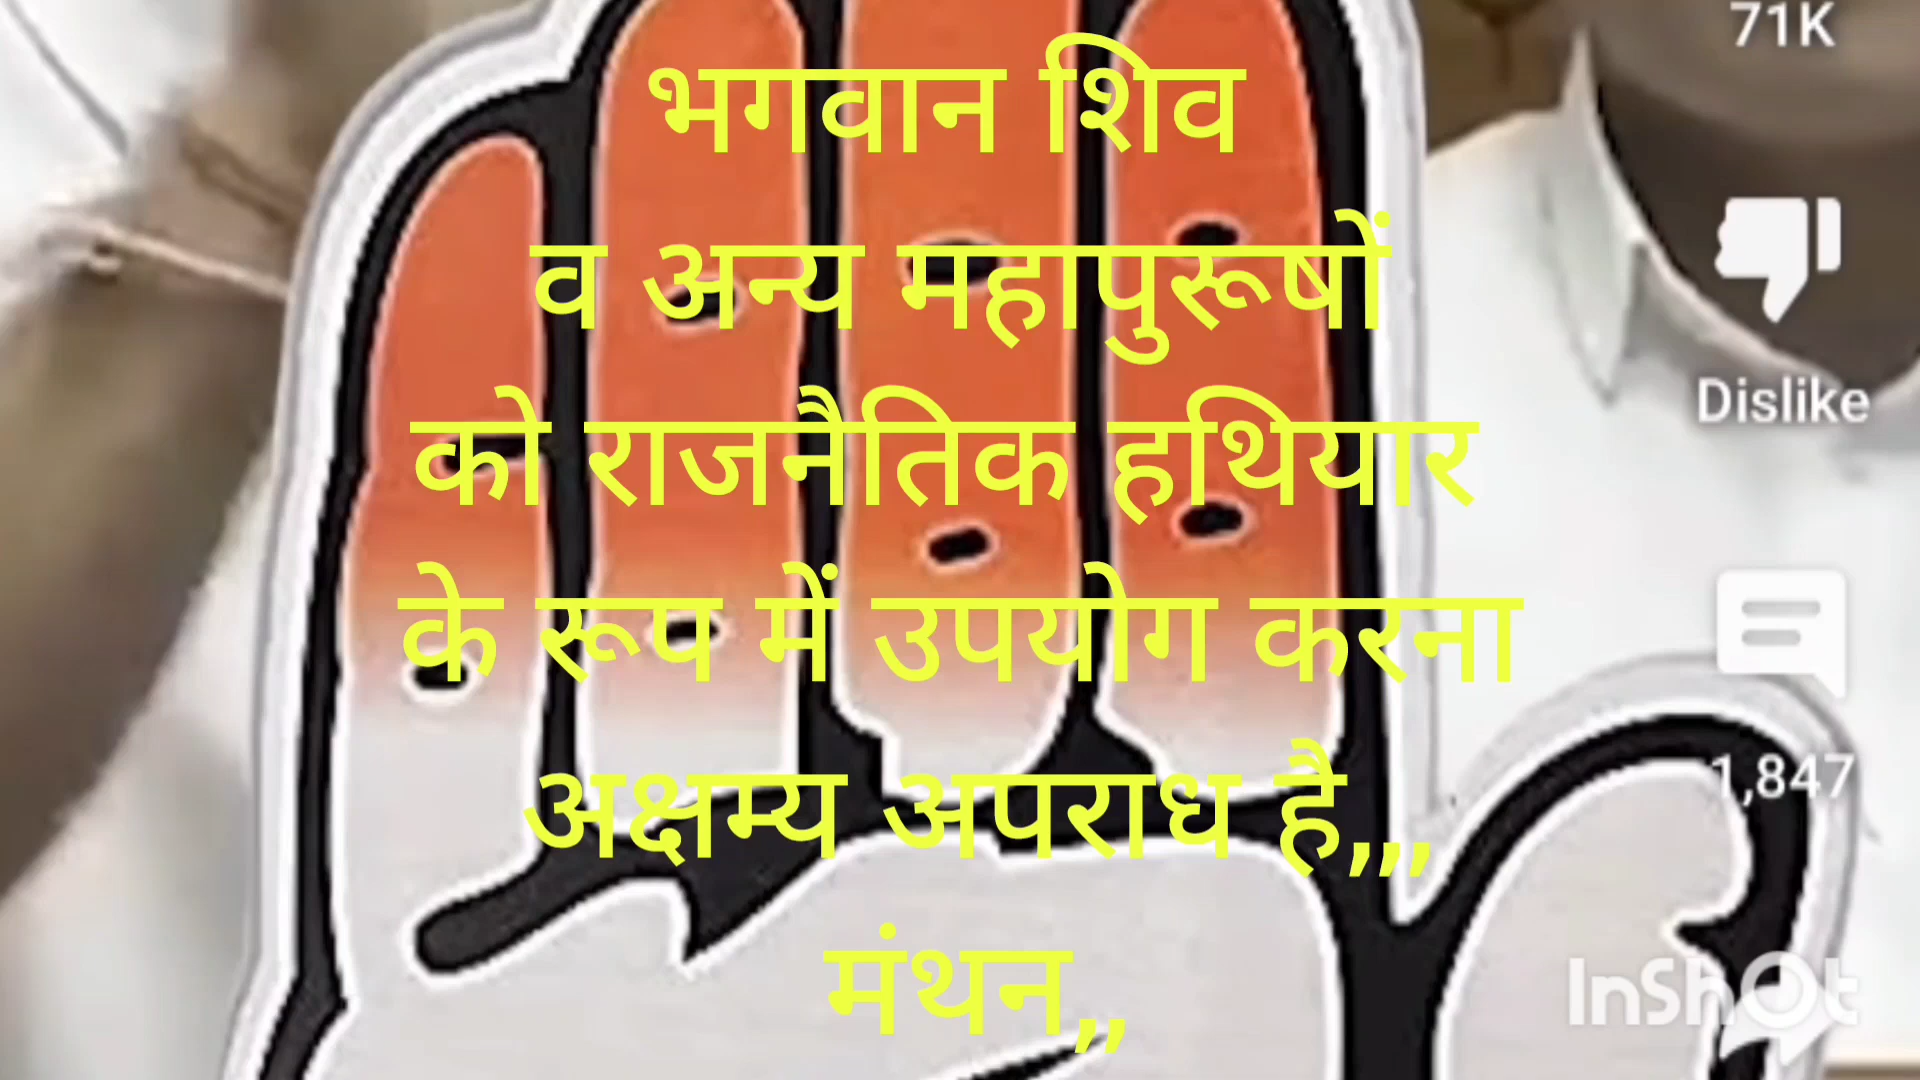 71K
भगवान शिव
व अन्य महापुरूषों
Dislike
को राजनैतिक हथियार
के रूप में उपयोग करना
1,847
अक्षम्य अपराध है,,,
मंथन,,
InShOt